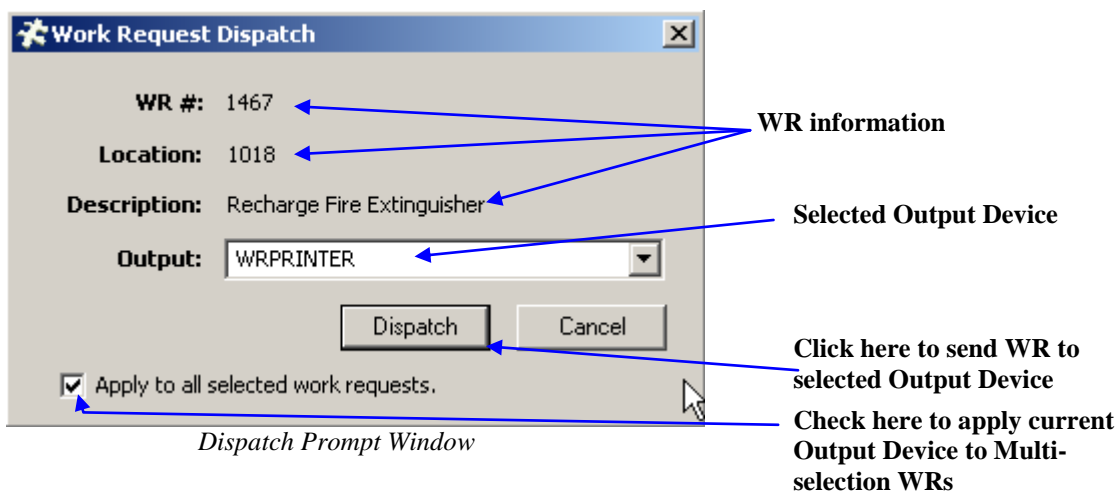 Work Request Dispatch
WR #: 1467
WR information
Location: 1018
Description: Recharge Fire Extinguisher
Selected Output Device
Output: WRPRINTER
Dispatch Cancel
Click here to send WR to
selected Output Device
Apply to all selected work requests.
Check here to apply current
Output Device to Multi-
selection WRs
Dispatch Prompt Window